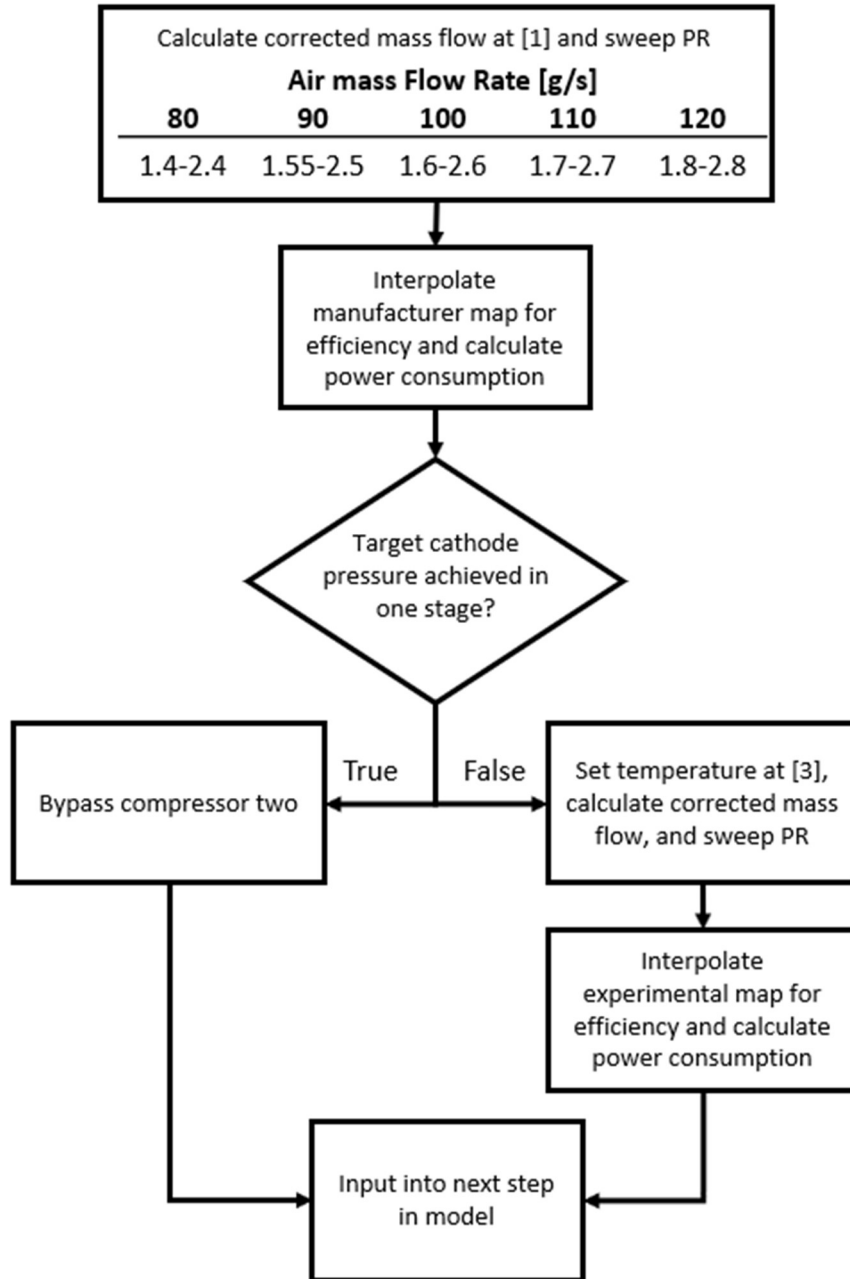 Calculate corrected mass flow at [1] and sweep PR
Air mass Flow Rate [g/s]
80 90 100 110 120
1.4-2.4 1.55-2.5 1.6-2.6 1.7-2.7 1.8-2.8
Interpolate
manufacturer map for
efficiency and calculate
power consumption
Target cathode
pressure achieved in
one stage?
True
False
Bypass compressor two
Set temperature at [3],
calculate corrected mass
flow, and sweep PR
Interpolate
experimental map for
efficiency and calculate
power consumption
Input into next step
in model